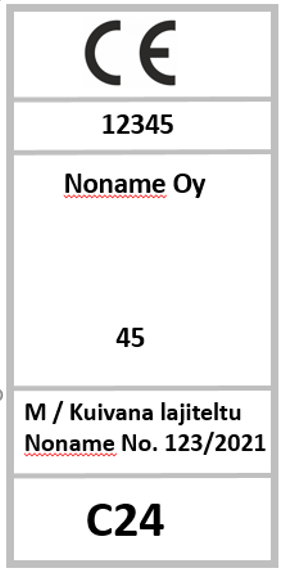 CE
12345
Noname Oy
45
M / Kuivana lajiteltu
Noname No. 123/2021
C24